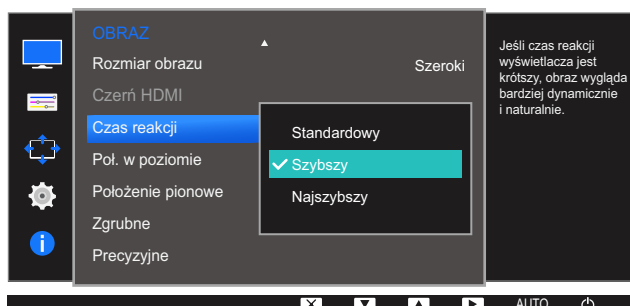 OBRAZ
Rozmiar obrazu
Szeroki
Czerń HDMI
Czas reakcji
Standardowy
Poł. w poziomie
Szybszy
Położenie pionowe
Najszybszy
Zgrubne
Precyzyjne
Jeśli czas reakcji
wyświetlacza jest
krótszy, obraz wygląda
bardziej dynamicznie
i naturalnie.
AUTO